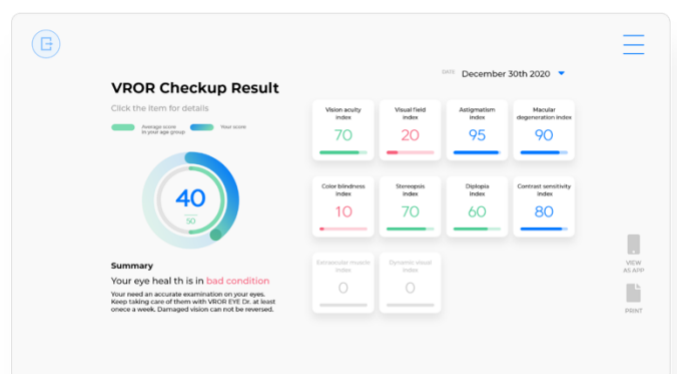 DATE December 30th 2020
VROR Checkup Result
Click the Item for details
Average score
in your age group
Your score
40
50
Summary
Your eye heal th is in bad condition
Your need an accurate examination on your eyes.
Keep taking care of them with VROR EYE Dr. at least
onece a week. Damaged vision can not be reversed.
Vision acuity
index
70
Visual field
index
20
Astigmatism
index
95
Macular
degeneration index
90
Color blindness
index
10
Stereopsis
index
70
Diplopia
index
60
Contrast sensitivity
index
80
Extraocular muscle
index
0
Dynamic visual
index
0
VIEW
AS APP
PRINT